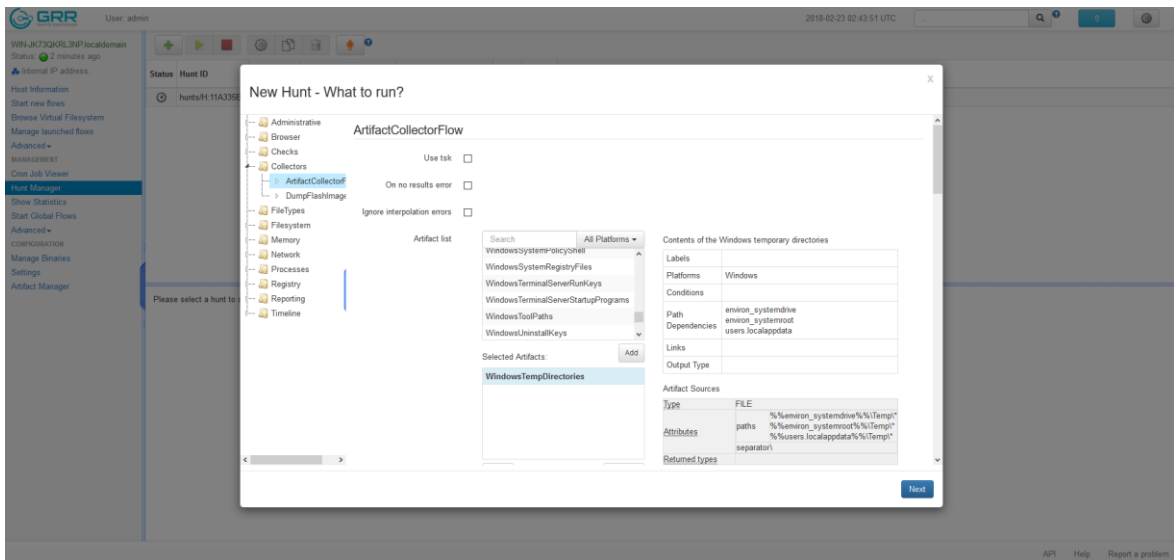 GRR
User: admin
2018-02-23 02:43:51 UTC
0
WIN-JK73QKRL3NP.localdomain
Status: 2 minutes ago
Internal IP address.
Host Information
Start new flows
Browse Virtual Filesystem
Manage launched flows
Advanced
MANAGEMENT
Cron Job Viewer
Hunt Manager
Show Statistics
Start Global Flows
Advanced
CONFIGURATION
Manage Binaries
Settings
Artifact Manager
Status Hunt ID
hunts/H:11A335E
Please select a hunt to
New Hunt - What to run?
X
Administrative
Browser
Checks
Collectors
ArtifactCollectorF
DumpFlashImage
FileTypes
Filesystem
Memory
Network
Processes
Registry
Reporting
Timeline
ArtifactCollectorFlow
Use tsk
On no results error
Ignore interpolation errors
Artifact list
Search
All Platforms
WindowsSystemPolicyShell
WindowsSystemRegistryFiles
WindowsTerminalServerRunKeys
WindowsTerminalServerStartupPrograms
WindowsToolPaths
WindowsUninstallKeys
Selected Artifacts:
Add
WindowsTempDirectories
Contents of the Windows temporary directories
Labels
Platforms Windows
Conditions
Path Dependencies
environ_systemdrive
environ_systemroot
users.localappdata
Links
Output Type
Artifact Sources
Type FILE
Attributes
paths
%%environ_systemdrive%%\Temp\*
%%environ_systemroot%%\Temp\*
%%users.localappdata%%\Temp\*
separator\
Returned types
Next
API Help Report a problem